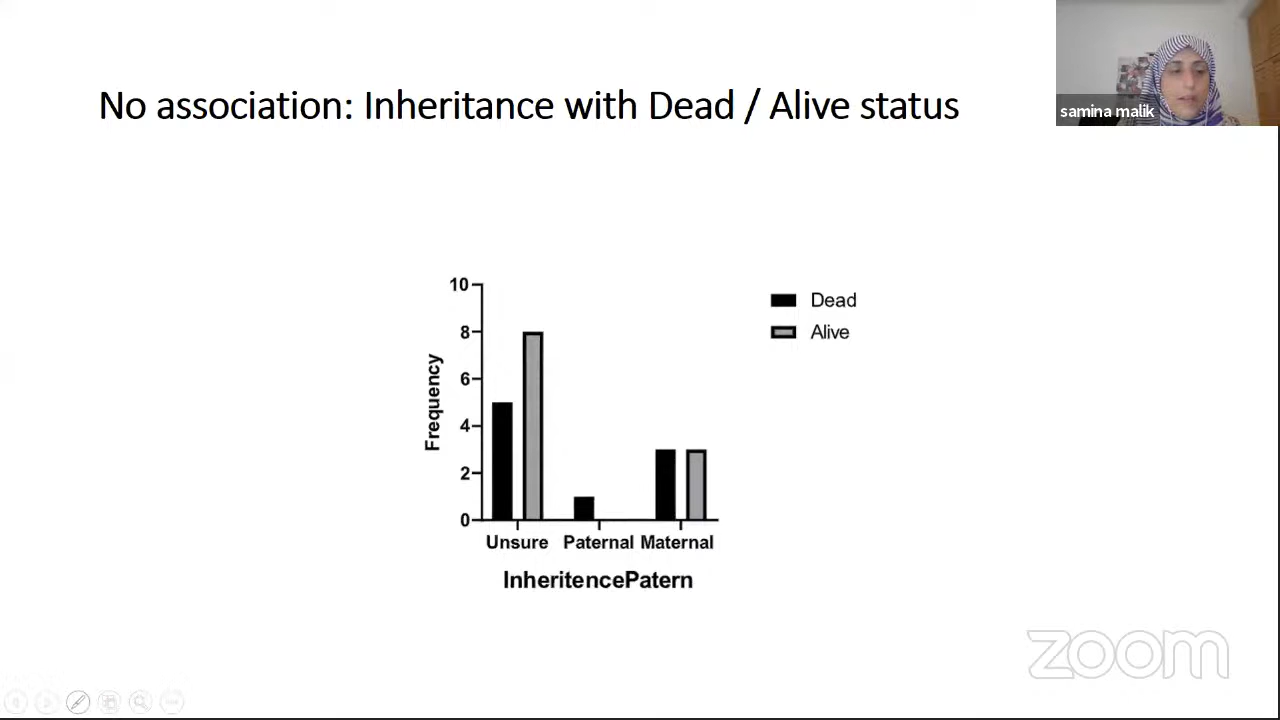 No association: Inheritance with Dead / Alive status
samina malik
10
8
6
4
2
0
Frequency
Unsure Paternal Maternal
InheritencePatern
Dead
Alive
zoom